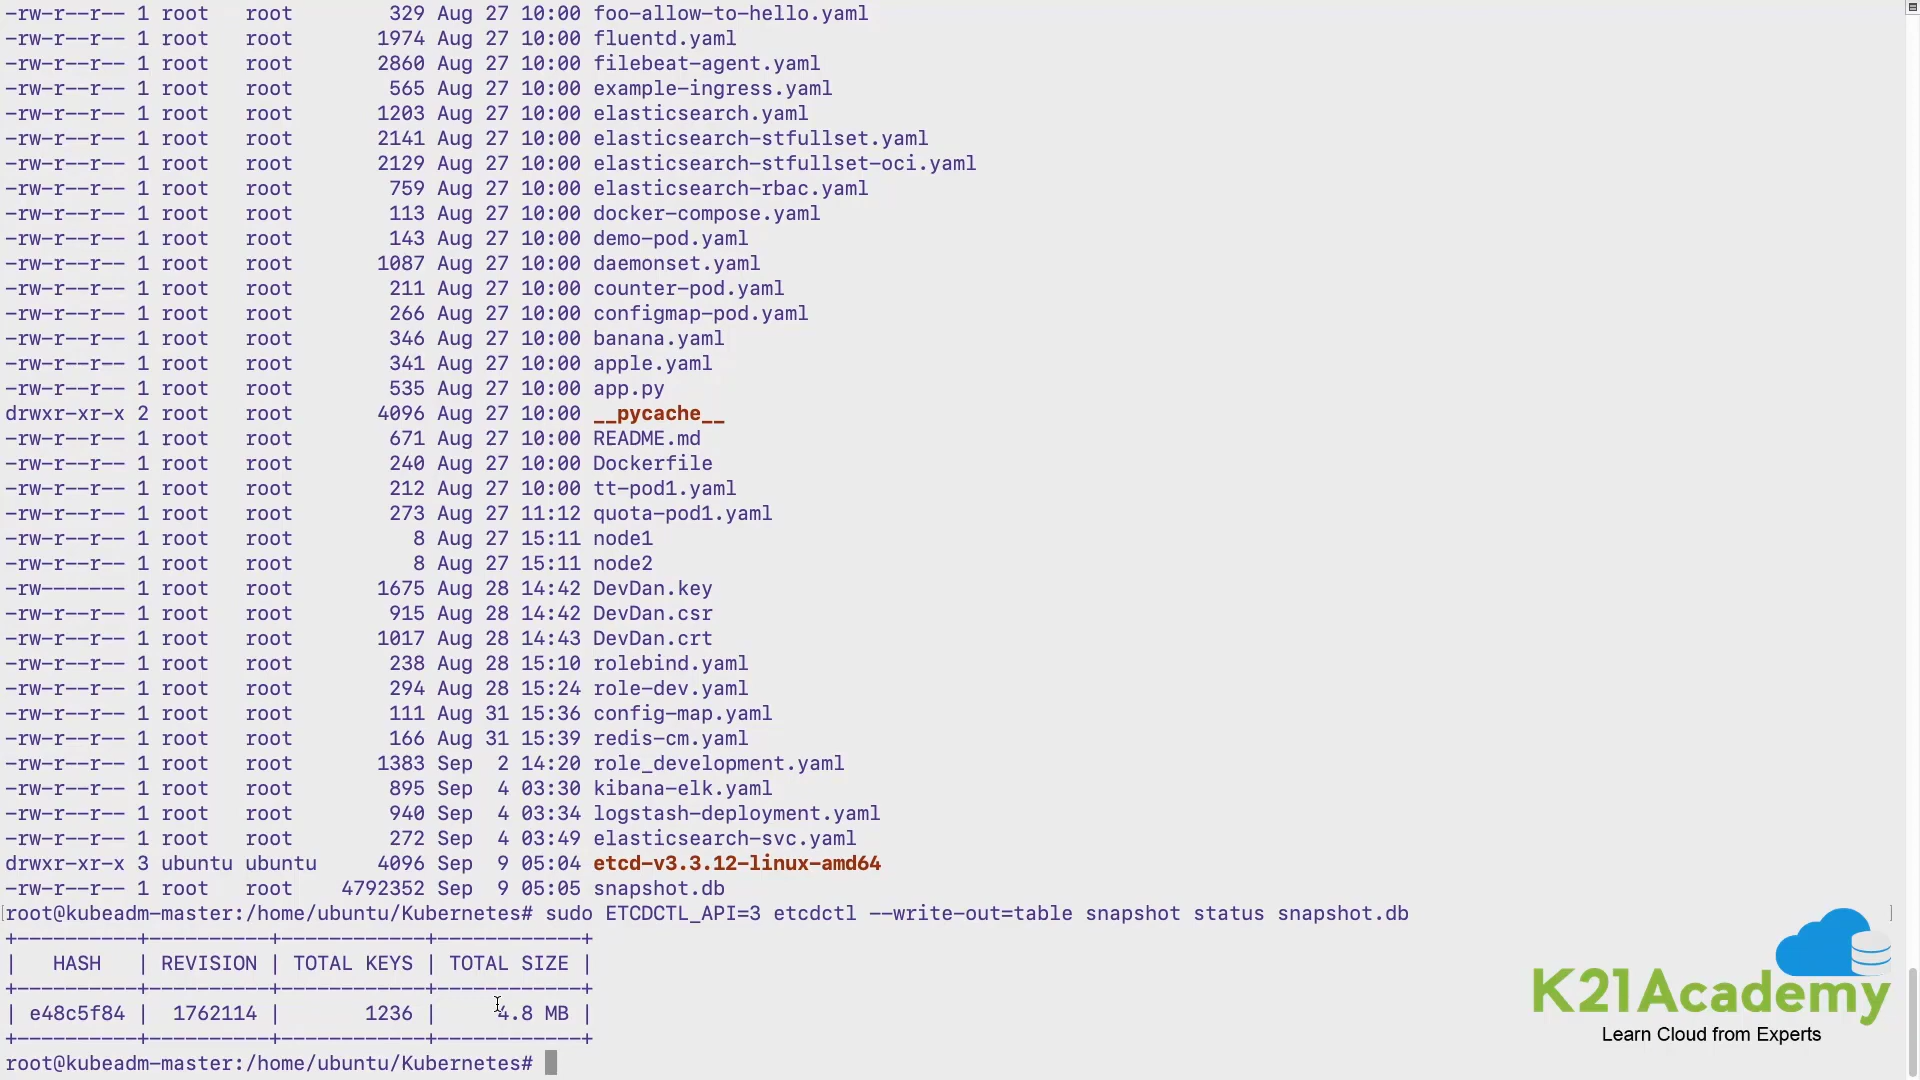 -rw-r--r-- 1 root   root       329 Aug 27 10:00 foo-allow-to-hello.yaml
-rw-r--r-- 1 root   root      1974 Aug 27 10:00 fluentd.yaml
-rw-r--r-- 1 root   root      2860 Aug 27 10:00 filebeat-agent.yaml
-rw-r--r-- 1 root   root       565 Aug 27 10:00 example-ingress.yaml
-rw-r--r-- 1 root   root      1203 Aug 27 10:00 elasticsearch.yaml
-rw-r--r-- 1 root   root      2141 Aug 27 10:00 elasticsearch-stfullset.yaml
-rw-r--r-- 1 root   root      2129 Aug 27 10:00 elasticsearch-stfullset-oci.yaml
-rw-r--r-- 1 root   root       759 Aug 27 10:00 elasticsearch-rbac.yaml
-rw-r--r-- 1 root   root       113 Aug 27 10:00 docker-compose.yaml
-rw-r--r-- 1 root   root       143 Aug 27 10:00 demo-pod.yaml
-rw-r--r-- 1 root   root      1087 Aug 27 10:00 daemonset.yaml
-rw-r--r-- 1 root   root       211 Aug 27 10:00 counter-pod.yaml
-rw-r--r-- 1 root   root       266 Aug 27 10:00 configmap-pod.yaml
-rw-r--r-- 1 root   root       346 Aug 27 10:00 banana.yaml
-rw-r--r-- 1 root   root       341 Aug 27 10:00 apple.yaml
-rw-r--r-- 1 root   root       535 Aug 27 10:00 app.py
drwxr-xr-x 2 root   root      4096 Aug 27 10:00 __pycache__
-rw-r--r-- 1 root   root       671 Aug 27 10:00 README.md
-rw-r--r-- 1 root   root       240 Aug 27 10:00 Dockerfile
-rw-r--r-- 1 root   root       212 Aug 27 10:00 tt-pod1.yaml
-rw-r--r-- 1 root   root       273 Aug 27 11:12 quota-pod1.yaml
-rw-r--r-- 1 root   root         8 Aug 27 15:11 node1
-rw-r--r-- 1 root   root         8 Aug 27 15:11 node2
-rw------- 1 root   root      1675 Aug 28 14:42 DevDan.key
-rw-r--r-- 1 root   root       915 Aug 28 14:42 DevDan.csr
-rw-r--r-- 1 root   root      1017 Aug 28 14:43 DevDan.crt
-rw-r--r-- 1 root   root       238 Aug 28 15:10 rolebind.yaml
-rw-r--r-- 1 root   root       294 Aug 28 15:24 role-dev.yaml
-rw-r--r-- 1 root   root       111 Aug 31 15:36 config-map.yaml
-rw-r--r-- 1 root   root       166 Aug 31 15:39 redis-cm.yaml
-rw-r--r-- 1 root   root      1383 Sep  2 14:20 role_development.yaml
-rw-r--r-- 1 root   root       895 Sep  4 03:30 kibana-elk.yaml
-rw-r--r-- 1 root   root       940 Sep  4 03:34 logstash-deployment.yaml
-rw-r--r-- 1 root   root       272 Sep  4 03:49 elasticsearch-svc.yaml
drwxr-xr-x 3 ubuntu ubuntu    4096 Sep  9 05:04 etcd-v3.3.12-linux-amd64
-rw-r--r-- 1 root   root   4792352 Sep  9 05:05 snapshot.db
[root@kubeadm-master:/home/ubuntu/Kubernetes# sudo ETCDCTL_API=3 etcdctl --write-out=table snapshot status snapshot.db ]
+----------+----------+------------+------------+
|   HASH   | REVISION | TOTAL KEYS | TOTAL SIZE |
+----------+----------+------------+------------+
| e48c5f84 |  1762114 |       1236 |     4.8 MB |
+----------+----------+------------+------------+
root@kubeadm-master:/home/ubuntu/Kubernetes#
K21Academy
Learn Cloud from Experts